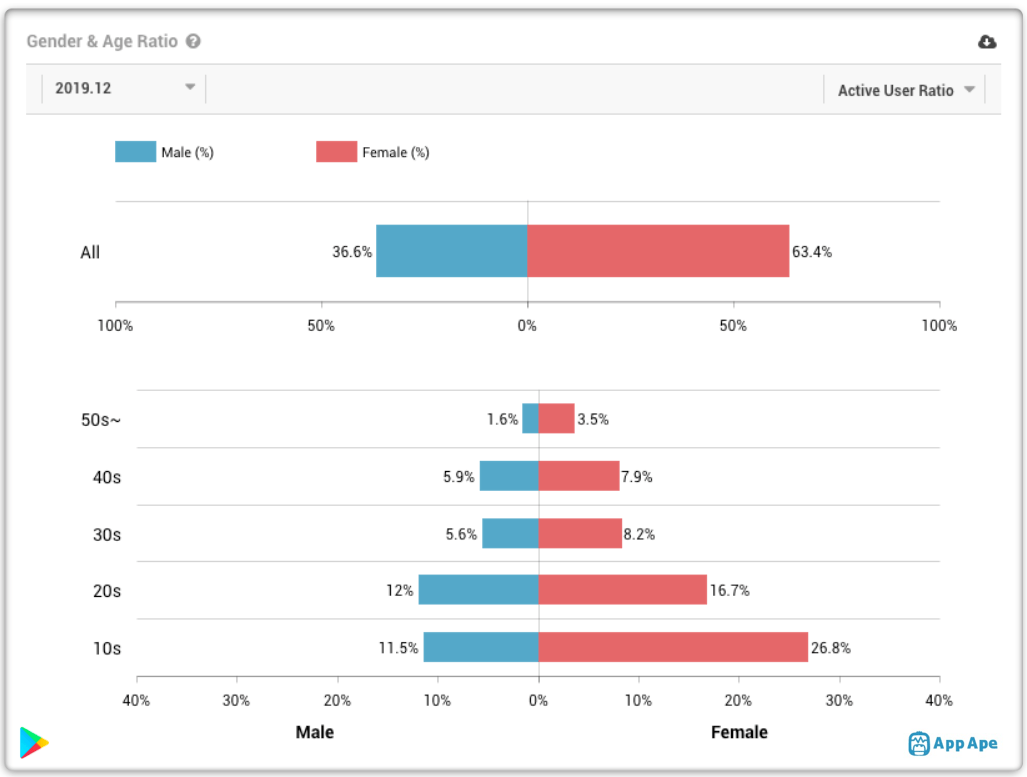 Gender & Age Ratio ?
2019.12
Active User Ratio
Male (%) Female (%)
All 36.6% 63.4%
100% 50% 0% 50% 100%
50s~ 1.6% 3.5%
40s 5.9% 7.9%
30s 5.6% 8.2%
20s 12% 16.7%
10s 11.5% 26.8%
40% 30% 20% 10% 0% 10% 20% 30% 40%
Male Female
App Ape